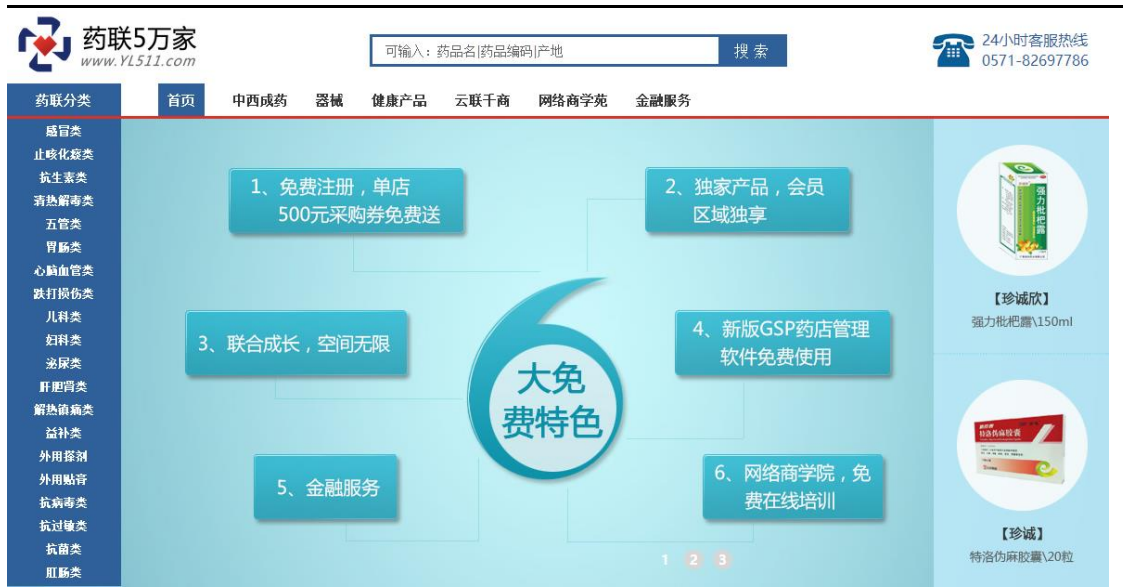 药联5万家
www.YL511.com
可输入：药品名|药品编码|产地
搜 索
24小时客服热线
0571-82697786
药联分类
首页
中西成药
器械
健康产品
云联千商
网络商学苑
金融服务
感冒类
止咳化痰类
抗生素类
清热解毒类
五官类
胃肠类
心脑血管类
跌打损伤类
儿科类
妇科类
泌尿类
肝胆肾类
解热镇痛类
益补类
外用搽剂
外用贴膏
抗病毒类
抗过敏类
抗菌类
肛肠类
1、免费注册，单店
500元采购券免费送
2、独家产品，会员
区域独享
3、联合成长，空间无限
4、新版GSP药店管理
软件免费使用
6
大免
费特色
5、金融服务
6、网络商学院，免
费在线培训
1 2 3
强力枇杷露
【珍诚欣】
强力枇杷露\150ml
特洛伪麻胶囊
【珍诚】
特洛伪麻胶囊\20粒